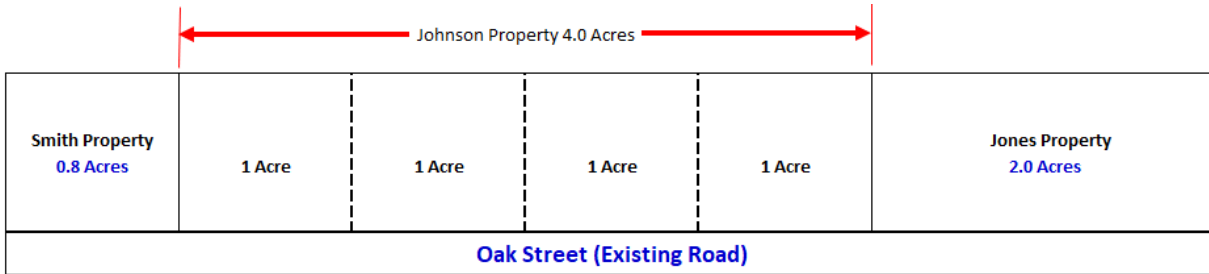 Johnson Property 4.0 Acres
Smith Property
0.8 Acres
1 Acre
1 Acre
1 Acre
1 Acre
Jones Property
2.0 Acres
Oak Street (Existing Road)